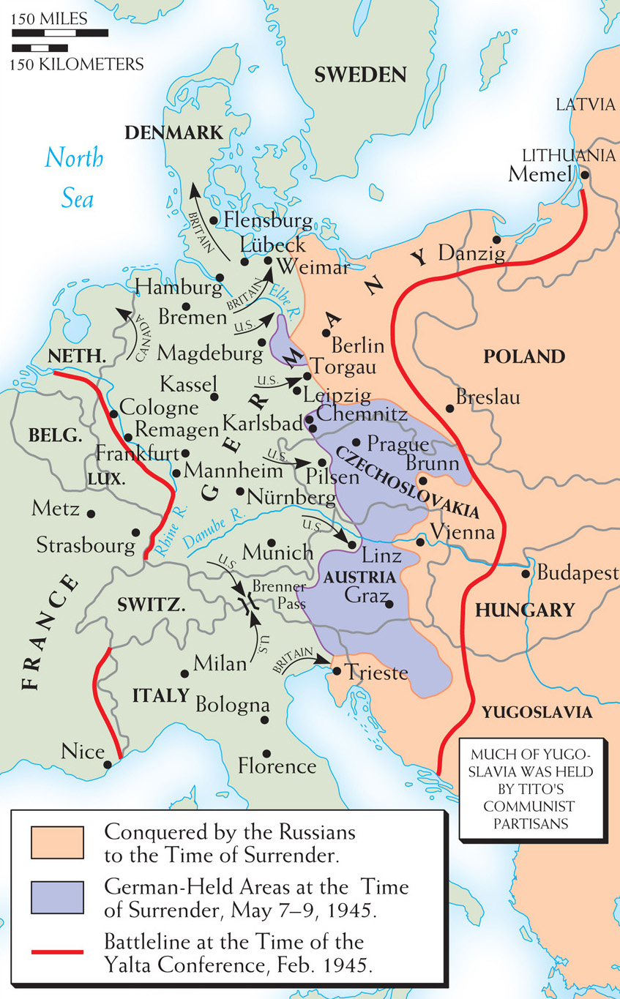 150 MILES
150 KILOMETERS
SWEDEN
LATVIA
DENMARK
North
Sea
LITHUANIA
Memel
BRITAIN
Flensburg
Lübeck
Weimar
Danzig
GERMANY
Hamburg
BRITAIN
Elbe R.
Bremen
CANADA
U.S.
Berlin
Magdeburg
NETH.
POLAND
Torgau
U.S.
Kassel
Leipzig
Breslau
Cologne
Chemnitz
BELG.
Remagen
Karlsbad
Prague
Frankfurt
U.S.
CZECHOSLOVAKIA
Brunn
LUX.
Mannheim
Pilsen
Metz
Nürnberg
Rhine R.
Danube R.
U.S.
Vienna
Strasbourg
Munich
Linz
U.S.
AUSTRIA
Budapest
FRANCE
SWITZ.
Brenner
Pass
Graz
HUNGARY
U.S.
BRITAIN
Milan
Trieste
ITALY
Bologna
YUGOSLAVIA
Nice
Florence
MUCH OF YUGO-
SLAVIA WAS HELD
BY TITO'S
COMMUNIST
PARTISANS
Conquered by the Russians
to the Time of Surrender.
German-Held Areas at the Time
of Surrender, May 7–9, 1945.
Battleline at the Time of the
Yalta Conference, Feb. 1945.